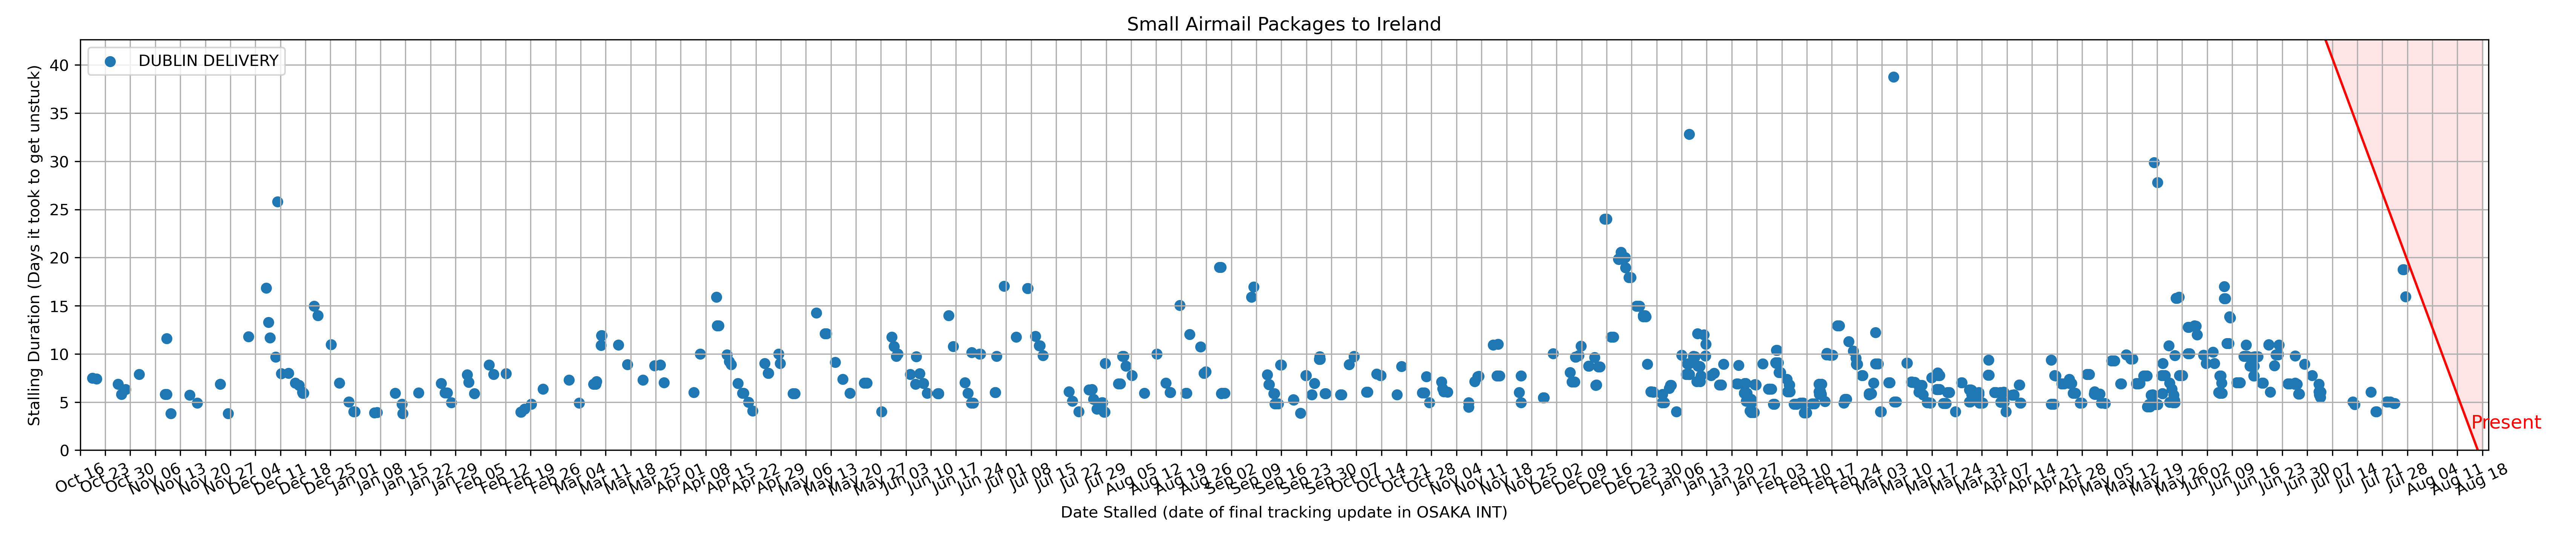 Small Airmail Packages to Ireland
DUBLIN DELIVERY
Stalling Duration (Days it took to get unstuck)
40
35
30
25
20
15
10
5
0
Present
Oct 16
Oct 23
Oct 30
Nov 06
Nov 13
Nov 20
Nov 27
Dec 04
Dec 11
Dec 18
Dec 25
Jan 01
Jan 08
Jan 15
Jan 22
Jan 29
Feb 05
Feb 12
Feb 19
Feb 26
Mar 04
Mar 11
Mar 18
Mar 25
Apr 01
Apr 08
Apr 15
Apr 22
Apr 29
May 06
May 13
May 20
May 27
Jun 03
Jun 10
Jun 17
Jun 24
Jul 01
Jul 08
Jul 15
Jul 22
Jul 29
Aug 05
Aug 12
Aug 19
Aug 26
Sep 02
Sep 09
Sep 16
Sep 23
Sep 30
Oct 07
Oct 14
Oct 21
Oct 28
Nov 04
Nov 11
Nov 18
Nov 25
Dec 02
Dec 09
Dec 16
Dec 23
Dec 30
Jan 06
Jan 13
Jan 20
Jan 27
Feb 03
Feb 10
Feb 17
Feb 24
Mar 03
Mar 10
Mar 17
Mar 24
Mar 31
Apr 07
Apr 14
Apr 21
Apr 28
May 05
May 12
May 19
May 26
Jun 02
Jun 09
Jun 16
Jun 23
Jun 30
Jul 07
Jul 14
Jul 21
Jul 28
Aug 04
Aug 11
Aug 18
Date Stalled (date of final tracking update in OSAKA INT)